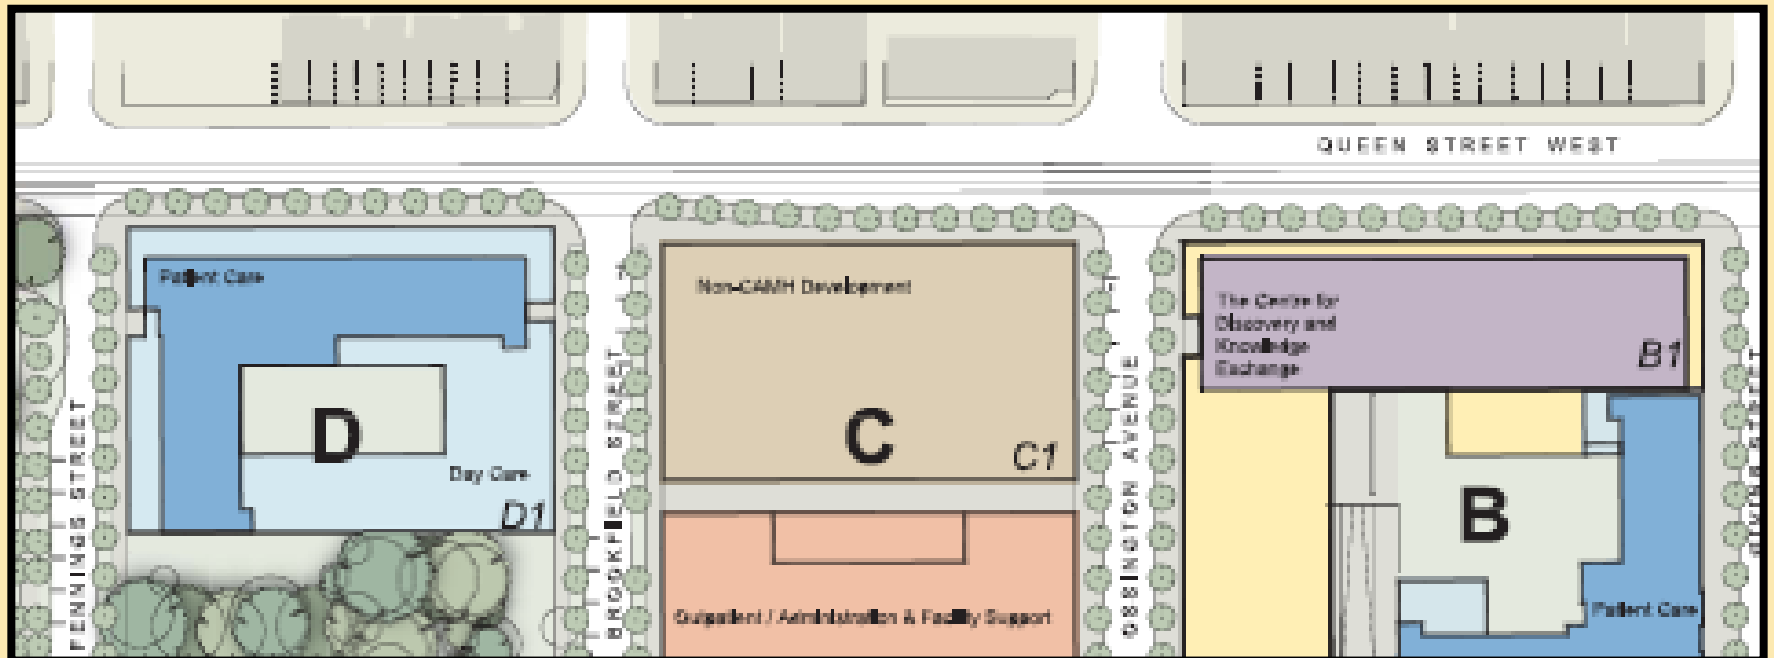 QUEEN STREET WEST
Patient Care
D
Day Care
D1
FENNINGS STREET
BROOKFIELD STREET
Non-CAMH Development
C
C1
Outpatient / Administration & Facility Support
OSSINGTON AVENUE
The Centre for
Discovery and
Knowledge
Exchange
B1
B
Patient Care
STREET